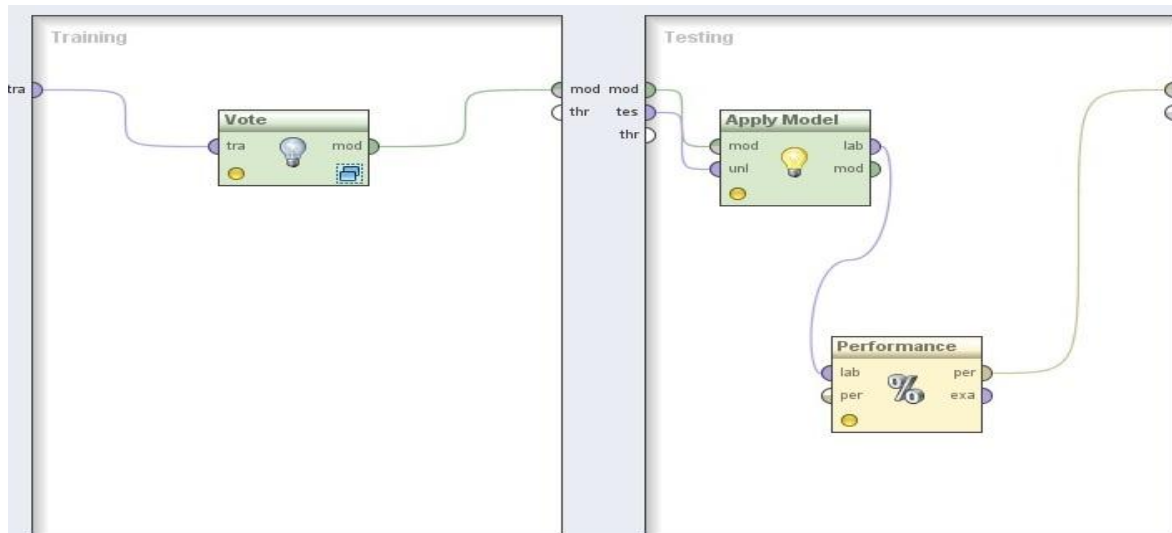 Training
tra
Vote
tra mod
mod
thr
Testing
mod
tes
thr
Apply Model
mod lab
unl mod
Performance
lab per
per exa
%